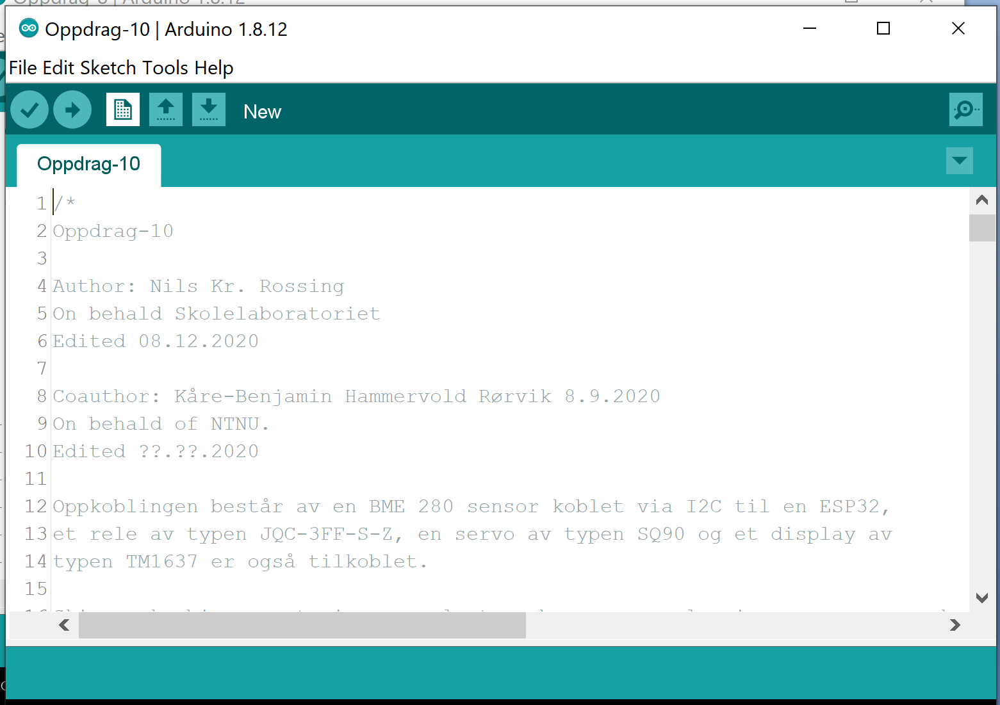 Oppdrag-10 | Arduino 1.8.12
File Edit Sketch Tools Help
New
Oppdrag-10
1 /*
2 Oppdrag-10
3
4 Author: Nils Kr. Rossing
5 On behald Skolelaboratoriet
6 Edited 08.12.2020
7
8 Coauthor: Kåre-Benjamin Hammervold Rørvik 8.9.2020
9 On behald of NTNU.
10 Edited ??.??.2020
11
12 Oppkoblingen består av en BME 280 sensor koblet via I2C til en ESP32,
13 et rele av typen JQC-3FF-S-Z, en servo av typen SQ90 og et display av
14 typen TM1637 er også tilkoblet.
15